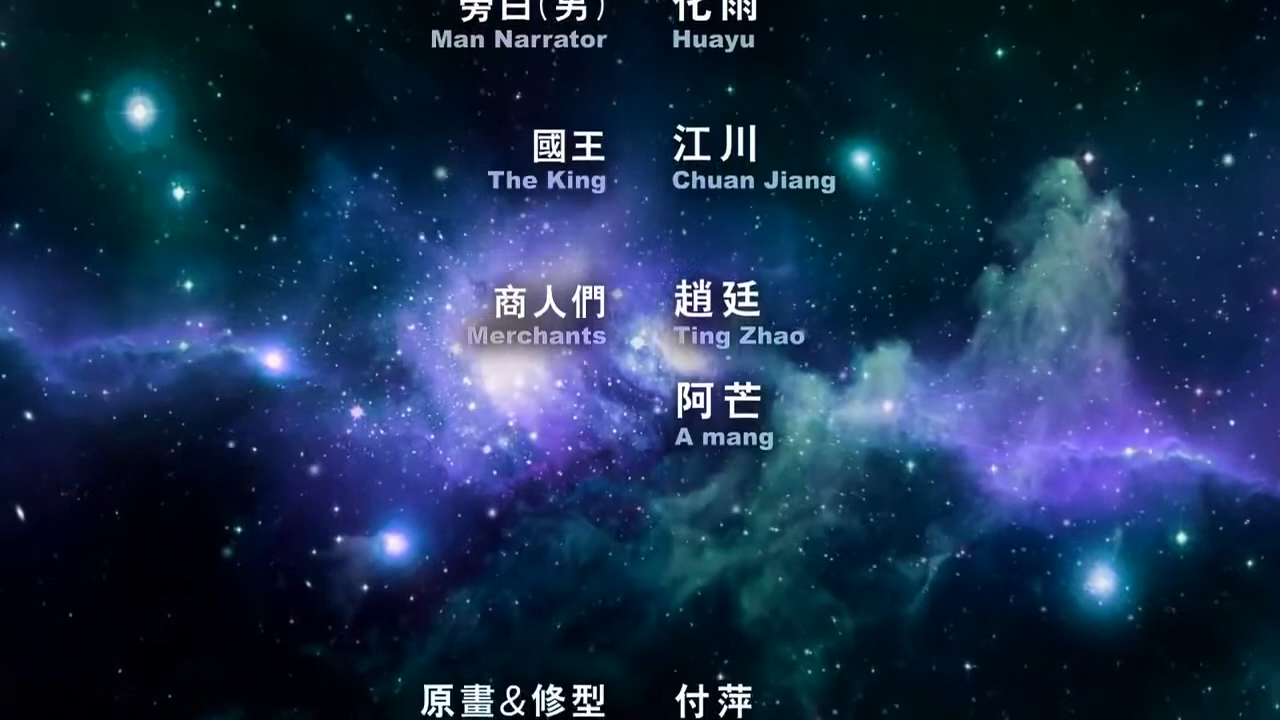 旁白（男） 化雨
Man Narrator Huayu
國王 江川
The King Chuan Jiang
商人們 趙廷
Merchants Ting Zhao
阿芒
A mang
原畫&修型 付萍